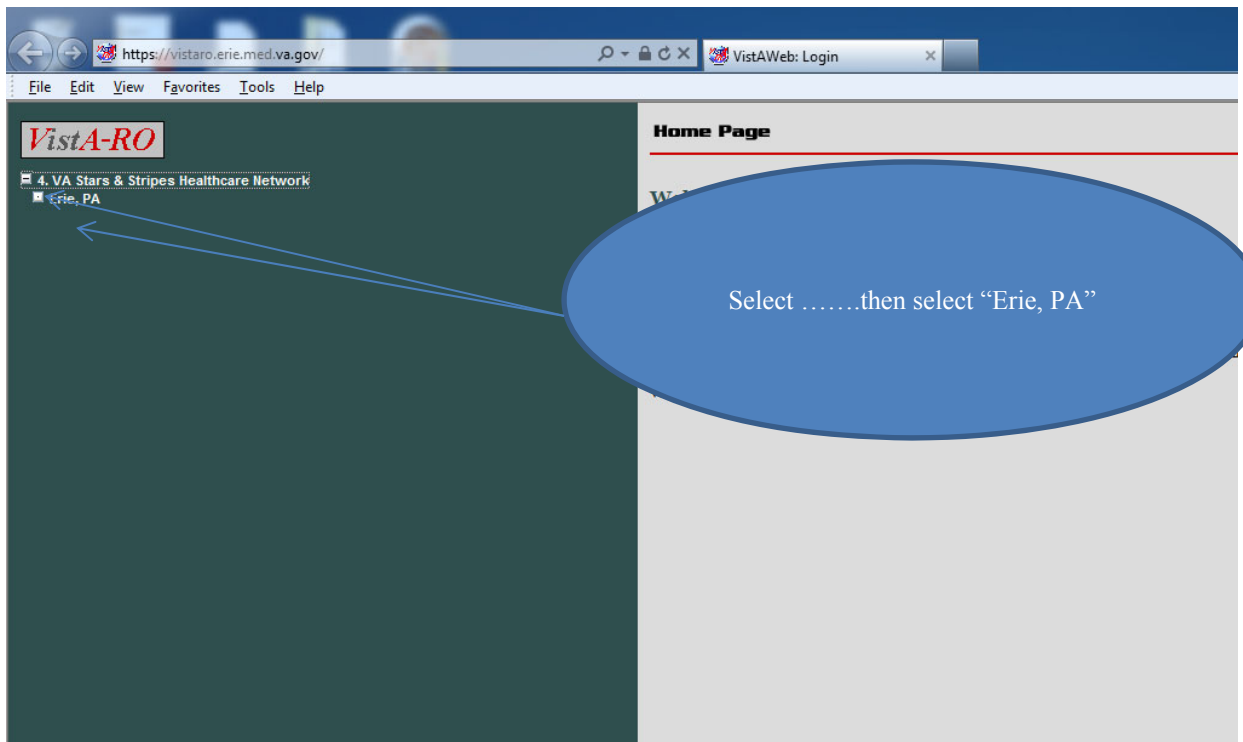 https://vistaro.erie.med.va.gov/
VistAWeb: Login
File Edit View Favorites Tools Help
VistA-RO
4. VA Stars & Stripes Healthcare Network
Erie, PA
Home Page
Select …….then select “Erie, PA”